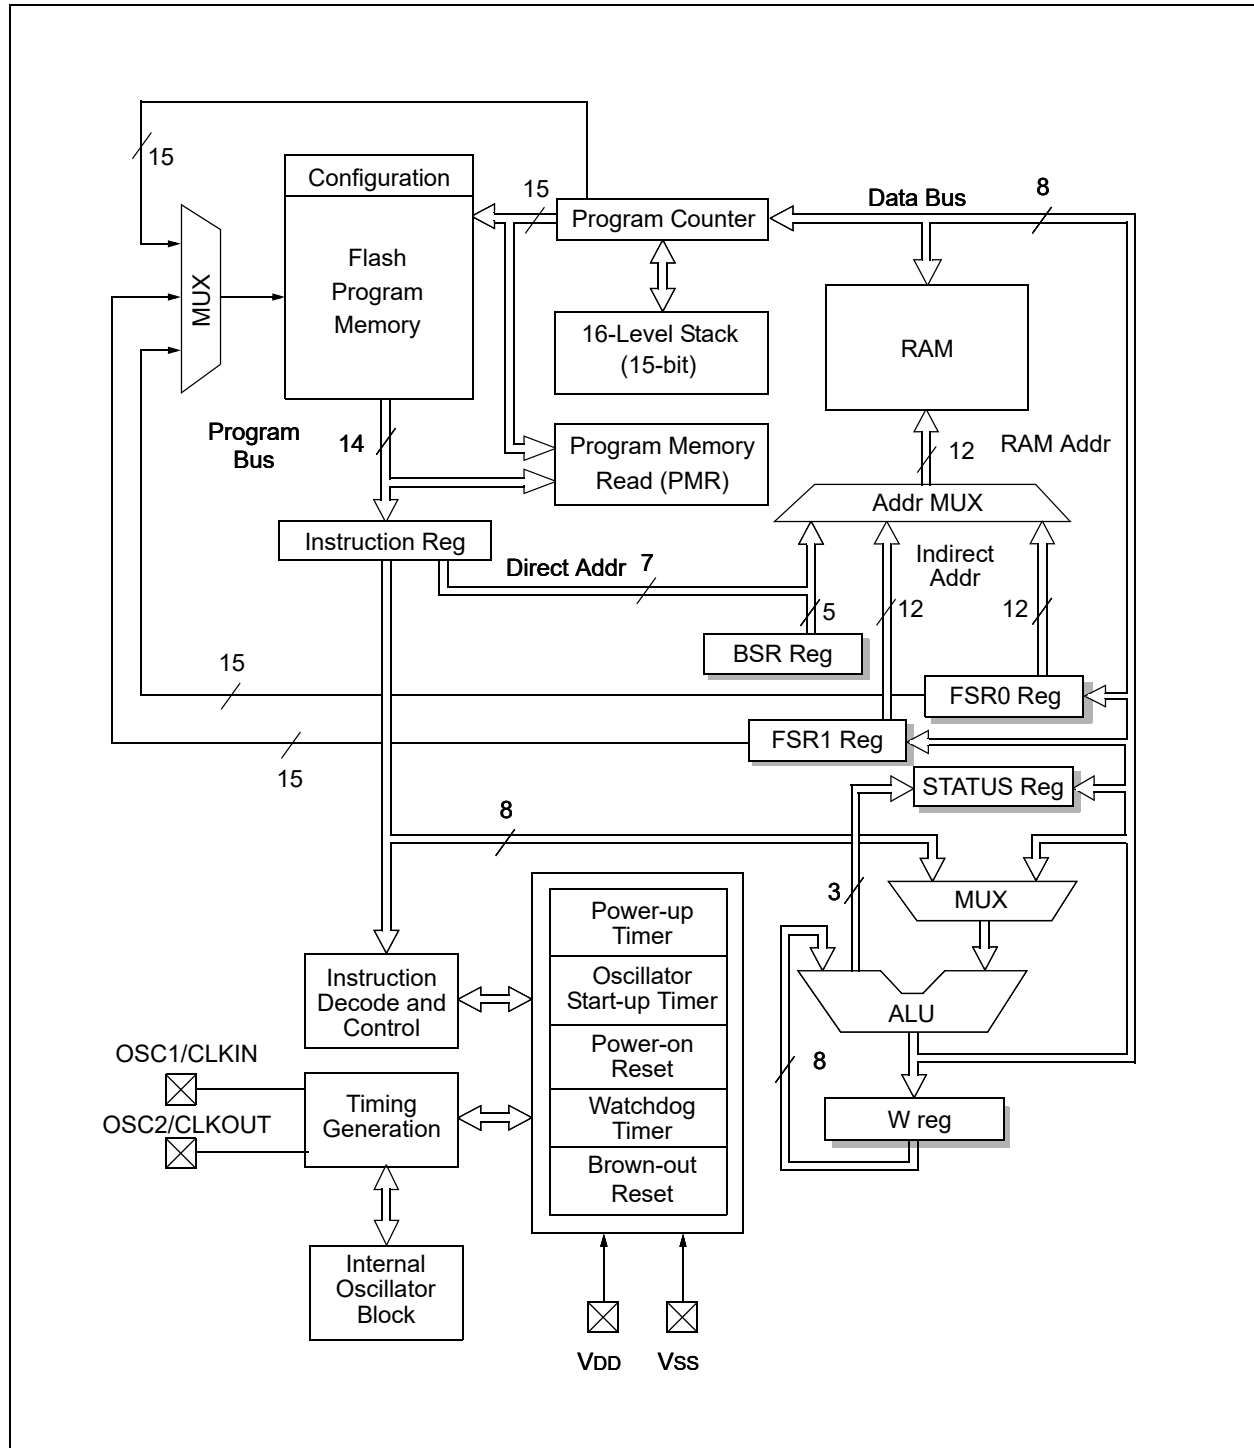 15
Configuration
15
Data Bus
8
Program Counter
Flash
Program
Memory
MUX
16-Level Stack
(15-bit)
RAM
Program
Bus
14
Program Memory
Read (PMR)
12
RAM Addr
Addr MUX
Instruction Reg
Direct Addr
7
Indirect
Addr
5
12
12
BSR Reg
15
FSR0 Reg
FSR1 Reg
15
STATUS Reg
8
3
MUX
Power-up
Timer
Instruction
Decode and
Control
Oscillator
Start-up Timer
ALU
OSC1/CLKIN
Power-on
Reset
8
OSC2/CLKOUT
Timing
Generation
Watchdog
Timer
W reg
Brown-out
Reset
Internal
Oscillator
Block
VDD
VSS